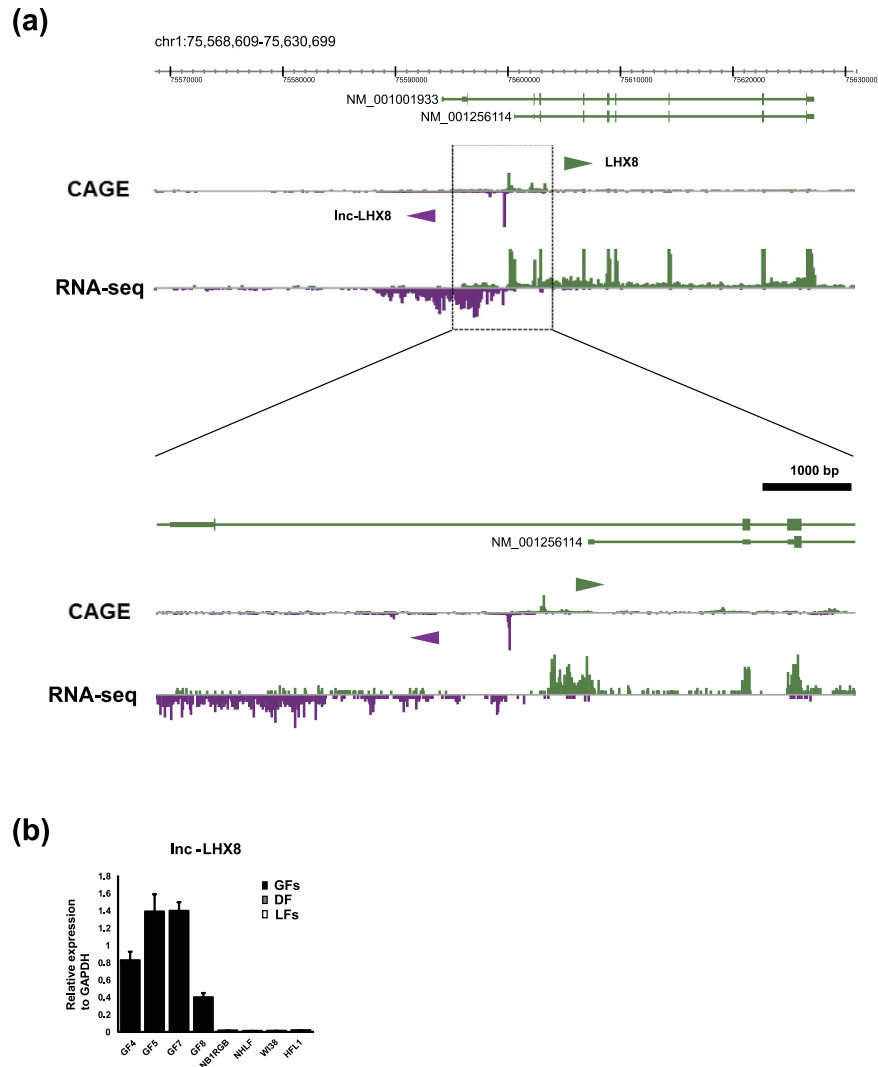 (a)
chr1:75,568,609-75,630,699
75570000 75580000 75590000 75600000 75610000 75620000 75630000
NM_001001933
NM_001256114
LHX8
CAGE
lnc-LHX8
RNA-seq
1000 bp
NM_001256114
CAGE
RNA-seq
(b)
lnc -LHX8
Relative expression
to GAPDH
1.8
1.6
1.4
1.2
1
0.8
0.6
0.4
0.2
0
GFs
DF
LFs
GF4 GF5 GF7 GF8 NB1RGB NHLF WI38 HFL1